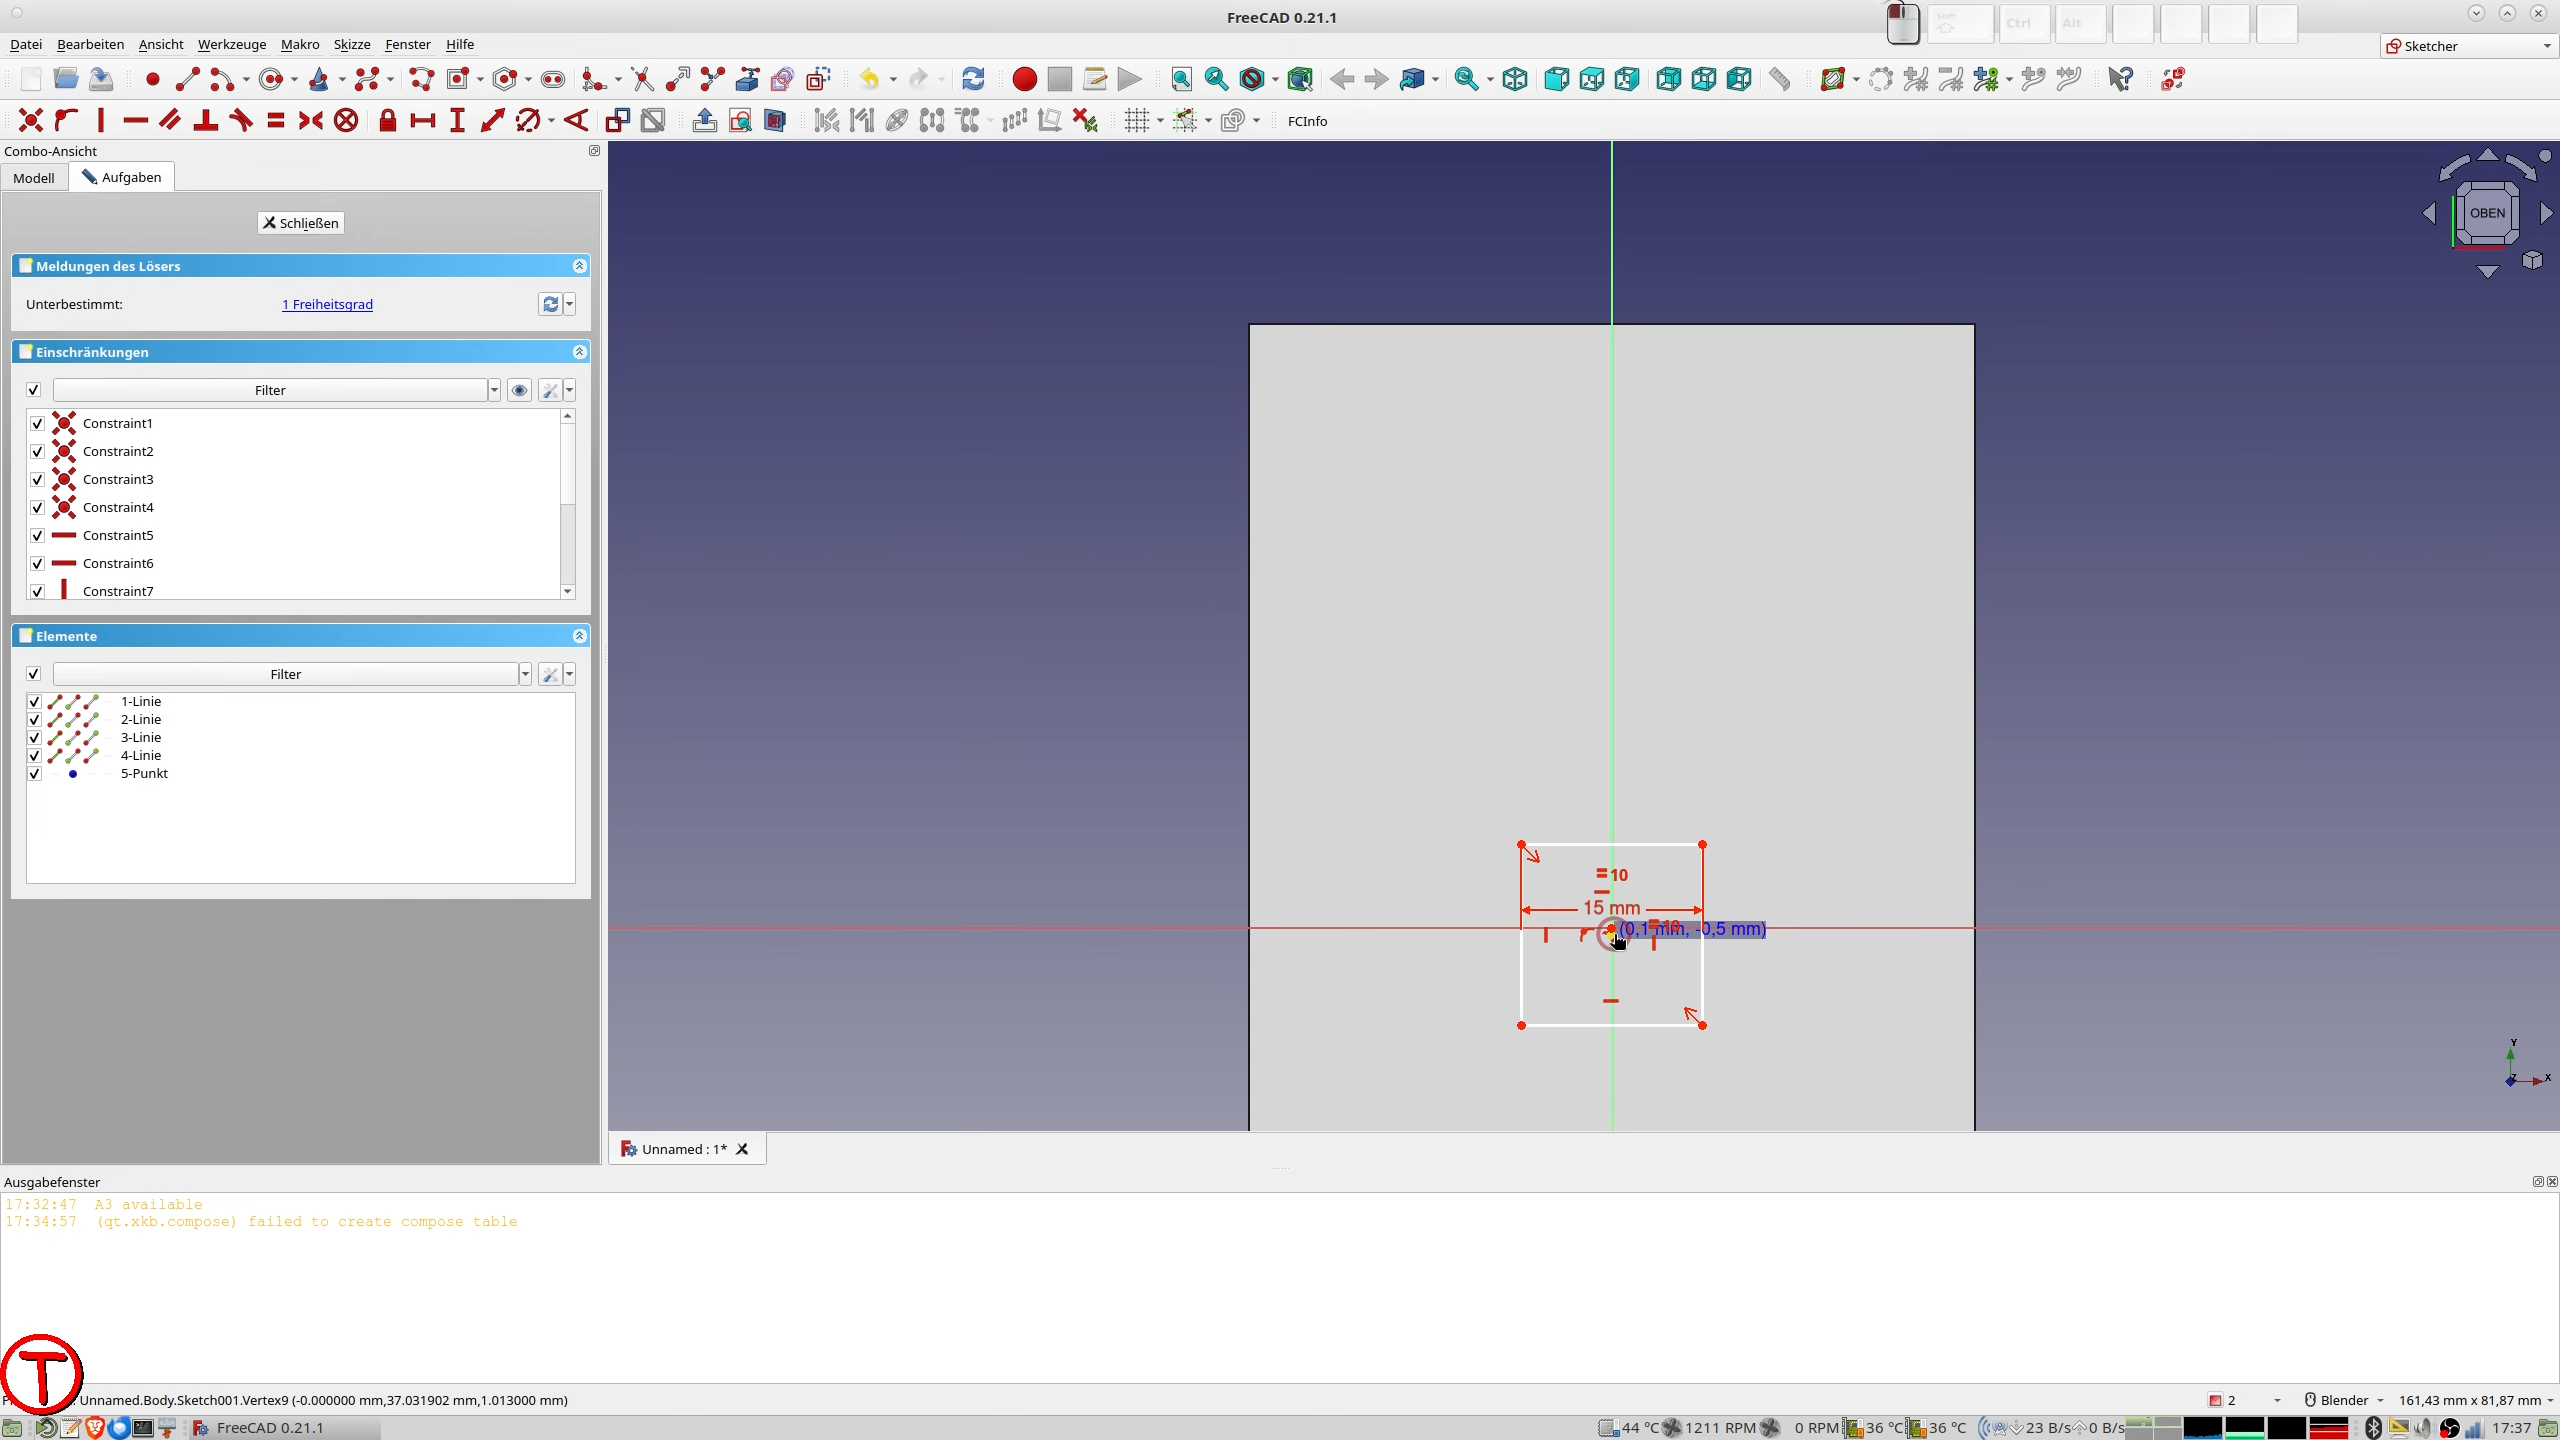 FreeCAD 0.21.1
Shift
Ctrl
Alt
Datei Bearbeiten Ansicht Werkzeuge Makro Skizze Fenster Hilfe
Sketcher
FCInfo
Combo-Ansicht
Modell
Aufgaben
Schließen
OBEN
Meldungen des Lösers
Unterbestimmt: 1 Freiheitsgrad
Einschränkungen
Filter
Constraint1
Constraint2
Constraint3
Constraint4
Constraint5
Constraint6
Constraint7
Elemente
Filter
1-Linie
2-Linie
3-Linie
4-Linie
5-Punkt
= 10
15 mm
(0,1 mm, -0,5 mm)
Y
X
Z
Unnamed : 1*
Ausgabefenster
17:32:47 A3 available
17:34:57 (qt.xkb.compose) failed to create compose table
T
Unnamed.Body.Sketch001.Vertex9 (-0.000000 mm,37.031902 mm,1.013000 mm)
2
Blender
161,43 mm x 81,87 mm
FreeCAD 0.21.1
44 °C 1211 RPM 0 RPM 36 °C 36 °C 23 B/s 0 B/s 17:37